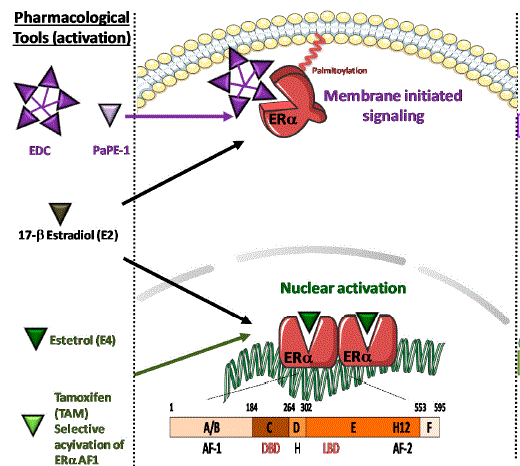 Pharmacological
Tools (activation)
Palmitoylation
Membrane initiated
signaling
ERα
EDC
PaPE-1
17-β Estradiol (E2)
Nuclear activation
Estetrol (E4)
ERα
ERα
Tamoxifen
(TAM)
Selective
acyivation of
ERαAF1
1
184
264
302
553
595
A/B
C
D
E
H12
F
AF-1
DBD
H
LBD
AF-2